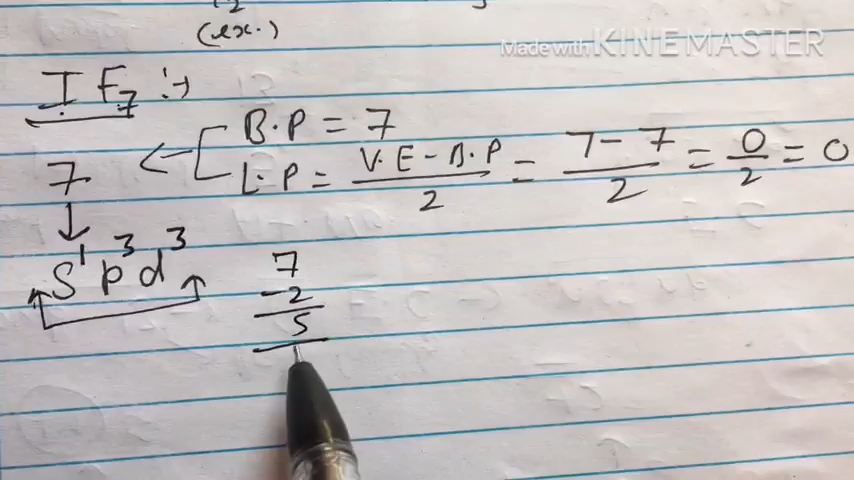 (ex.)
Made with KINEMASTER
IF7 :→
B.P = 7
7 ← L.P = V.E - B.P / 2 = 7 - 7 / 2 = 0 / 2 = 0
↓
s¹p³d³
7
-2
5